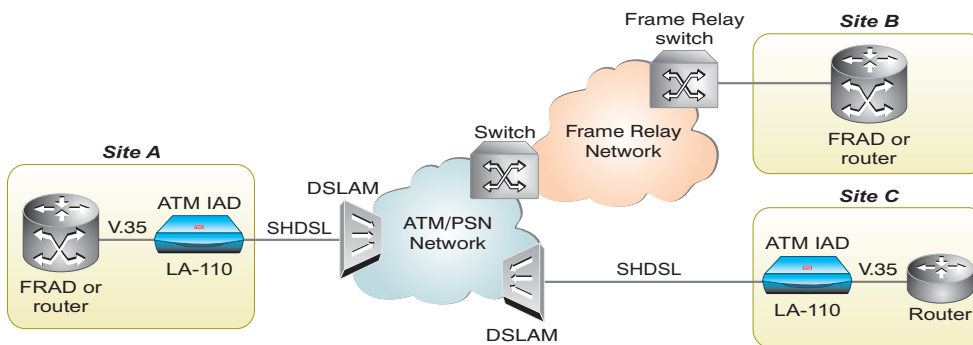 Frame Relay
switch
Site B
FRAD or
router
Switch
Frame Relay
Network
Site A
ATM IAD
V.35
LA-110
FRAD or
router
SHDSL
DSLAM
ATM/PSN
Network
DSLAM
SHDSL
Site C
ATM IAD
V.35
LA-110
Router